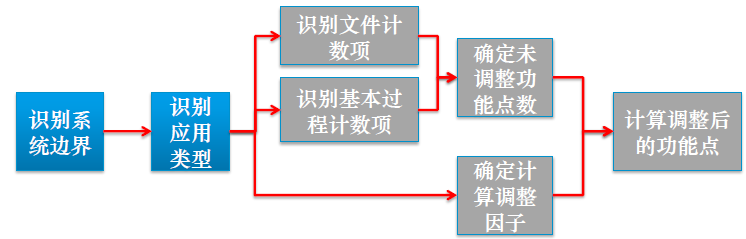 识别系
统边界
识别
应用
类型
识别文件计
数项
识别基本过
程计数项
确定未
调整功
能点数
确定计
算调整
因子
计算调整后
的功能点